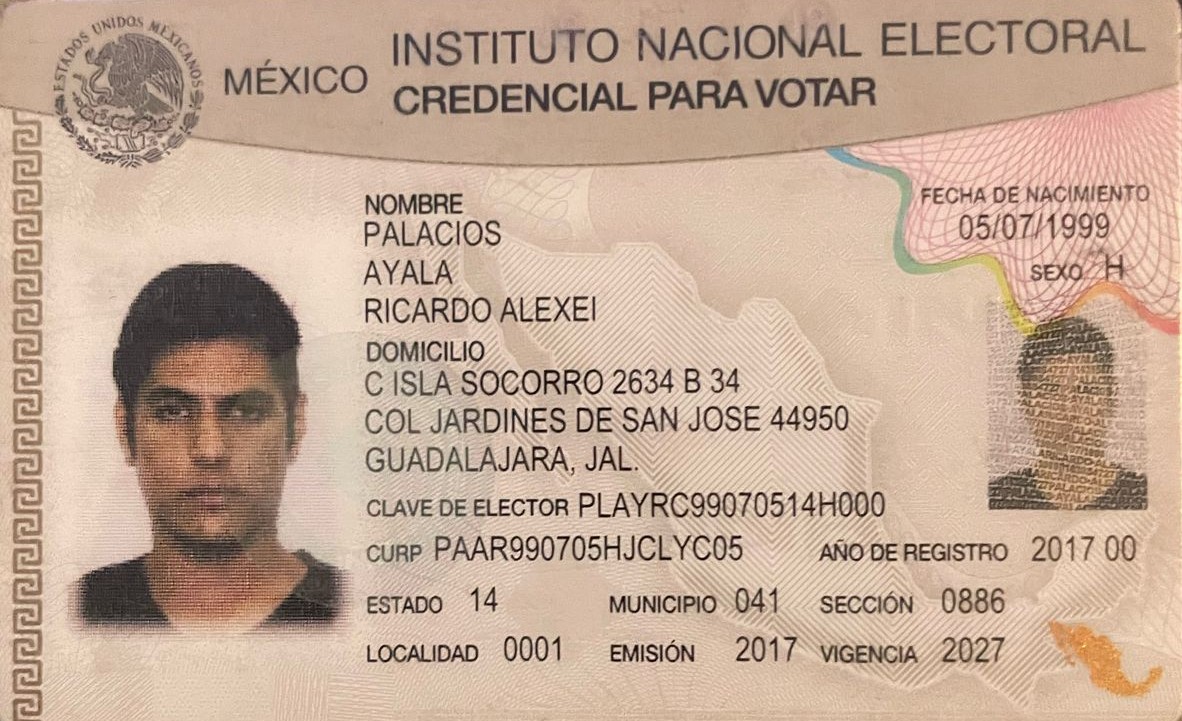 ESTADOS UNIDOS MEXICANOS
MÉXICO
INSTITUTO NACIONAL ELECTORAL
CREDENCIAL PARA VOTAR
NOMBRE
PALACIOS
AYALA
RICARDO ALEXEI
FECHA DE NACIMIENTO
05/07/1999
SEXO H
DOMICILIO
C ISLA SOCORRO 2634 B 34
COL JARDINES DE SAN JOSE 44950
GUADALAJARA, JAL.
CLAVE DE ELECTOR PLAYRC99070514H000
CURP PAAR990705HJCLYC05 AÑO DE REGISTRO 2017 00
ESTADO 14 MUNICIPIO 041 SECCIÓN 0886
LOCALIDAD 0001 EMISIÓN 2017 VIGENCIA 2027